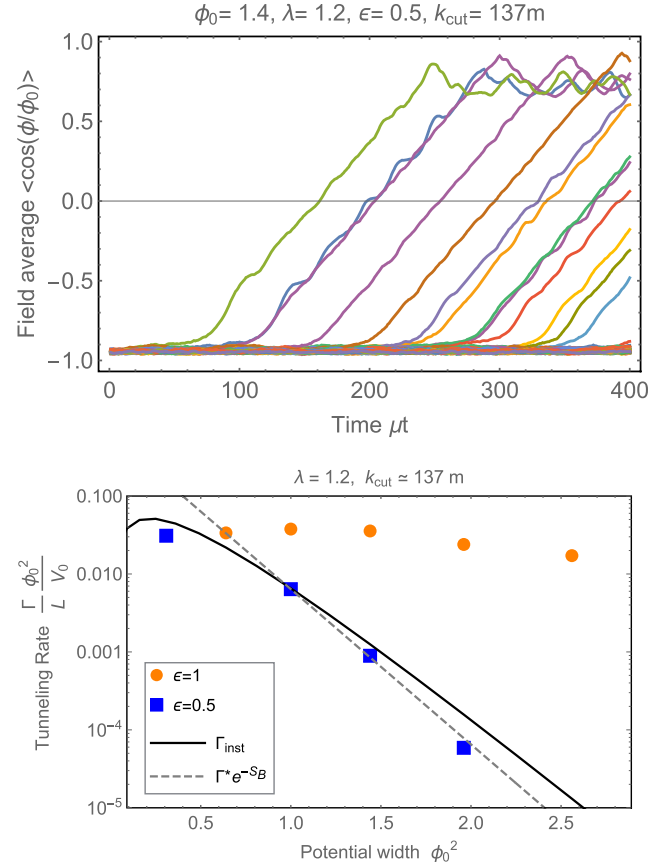 ϕ₀= 1.4, λ= 1.2, ϵ= 0.5, k_cut = 137m
Field average <cos(ϕ/ϕ₀)>
1.0
0.5
0.0
−0.5
−1.0
0 100 200 300 400
Time μt
λ = 1.2, k_cut ≃ 137 m
Tunneling Rate Γ/L ϕ₀²/V₀
0.100
0.010
0.001
10⁻⁴
10⁻⁵
ϵ=1
ϵ=0.5
Γ_inst
Γ* e^−S_B
0.5 1.0 1.5 2.0 2.5
Potential width ϕ₀²